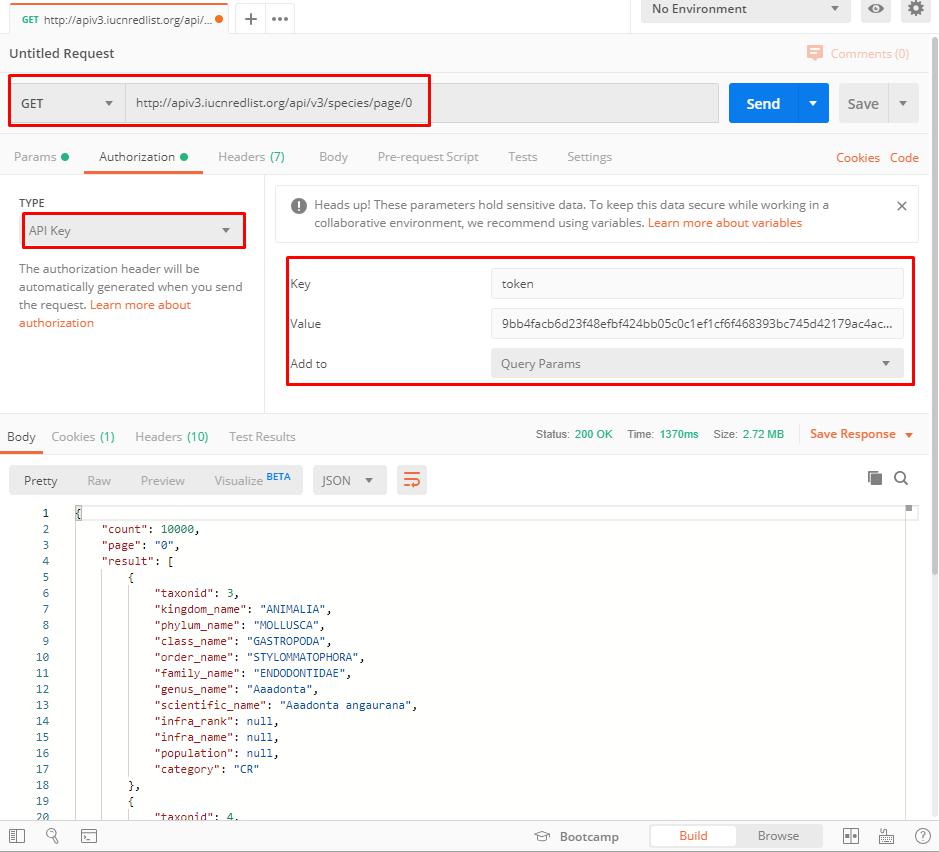 GET http://apiv3.iucnredlist.org/api/...
No Environment
Untitled Request
Comments (0)
GET
http://apiv3.iucnredlist.org/api/v3/species/page/0
Send
Save
Params
Authorization
Headers (7)
Body
Pre-request Script
Tests
Settings
Cookies
Code
TYPE
API Key
The authorization header will be
automatically generated when you send
the request. Learn more about
authorization
Heads up! These parameters hold sensitive data. To keep this data secure while working in a
collaborative environment, we recommend using variables. Learn more about variables
Key
token
Value
9bb4facb6d23f48efbf424bb05c0c1ef1cf6f468393bc745d42179ac4ac...
Add to
Query Params
Body
Cookies (1)
Headers (10)
Test Results
Status: 200 OK
Time: 1370ms
Size: 2.72 MB
Save Response
Pretty
Raw
Preview
Visualize BETA
JSON
1 {
2 "count": 10000,
3 "page": "0",
4 "result": [
5 {
6 "taxonid": 3,
7 "kingdom_name": "ANIMALIA",
8 "phylum_name": "MOLLUSCA",
9 "class_name": "GASTROPODA",
10 "order_name": "STYLOMMATOPHORA",
11 "family_name": "ENDODONTIDAE",
12 "genus_name": "Aaadonta",
13 "scientific_name": "Aaadonta angaurana",
14 "infra_rank": null,
15 "infra_name": null,
16 "population": null,
17 "category": "CR"
18 },
19 {
20 "taxonid": 4,
Bootcamp
Build
Browse